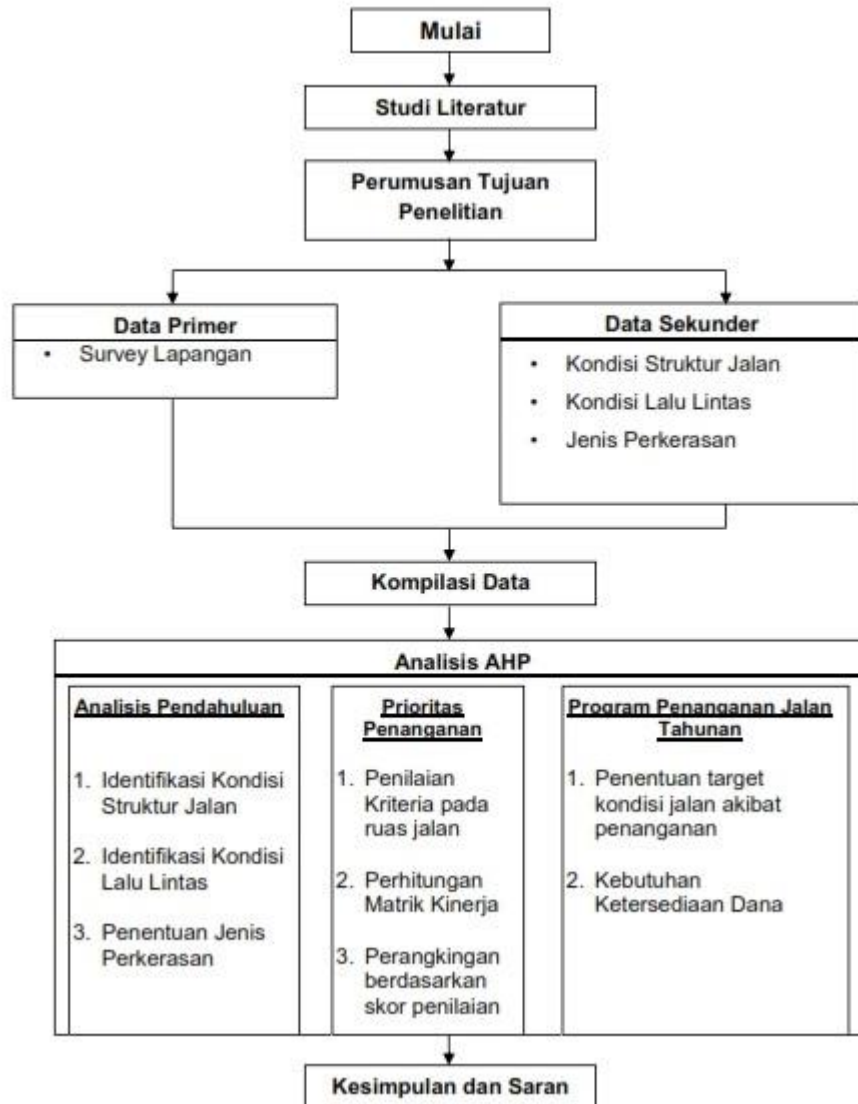 Mulai
Studi Literatur
Perumusan Tujuan
Penelitian
Data Primer
• Survey Lapangan
Data Sekunder
• Kondisi Struktur Jalan
• Kondisi Lalu Lintas
• Jenis Perkerasan
Kompilasi Data
Analisis AHP
Analisis Pendahuluan
1. Identifikasi Kondisi
Struktur Jalan
2. Identifikasi Kondisi
Lalu Lintas
3. Penentuan Jenis
Perkerasan
Prioritas
Penanganan
1. Penilaian
Kriteria pada
ruas jalan
2. Perhitungan
Matrik Kinerja
3. Perangkingan
berdasarkan
skor penilaian
Program Penanganan Jalan
Tahunan
1. Penentuan target
kondisi jalan akibat
penanganan
2. Kebutuhan
Ketersediaan Dana
Kesimpulan dan Saran